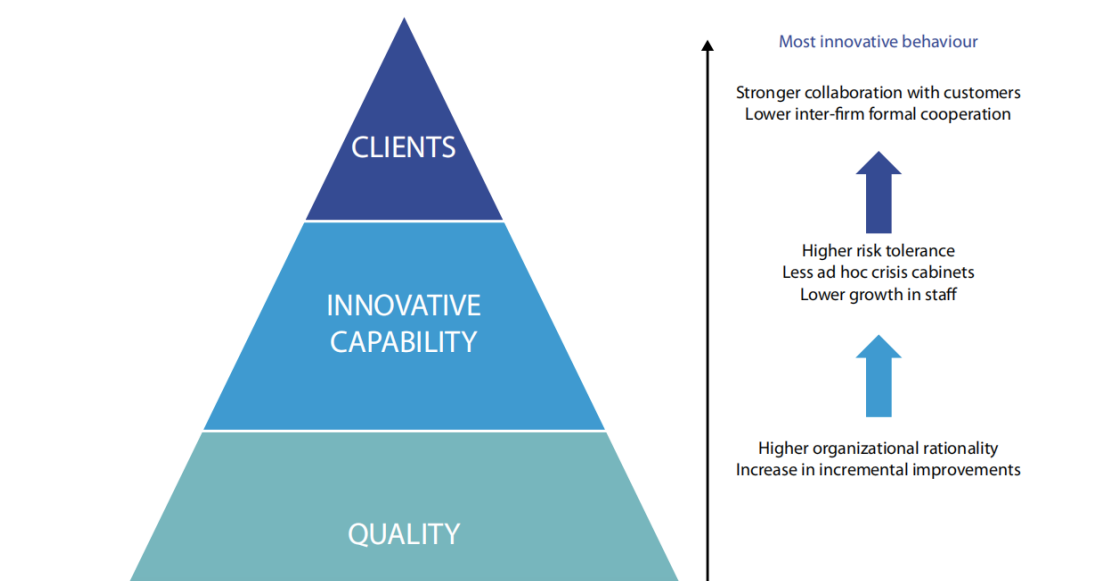 CLIENTS
INNOVATIVE
CAPABILITY
QUALITY
Most innovative behaviour
Stronger collaboration with customers
Lower inter-firm formal cooperation
Higher risk tolerance
Less ad hoc crisis cabinets
Lower growth in staff
Higher organizational rationality
Increase in incremental improvements